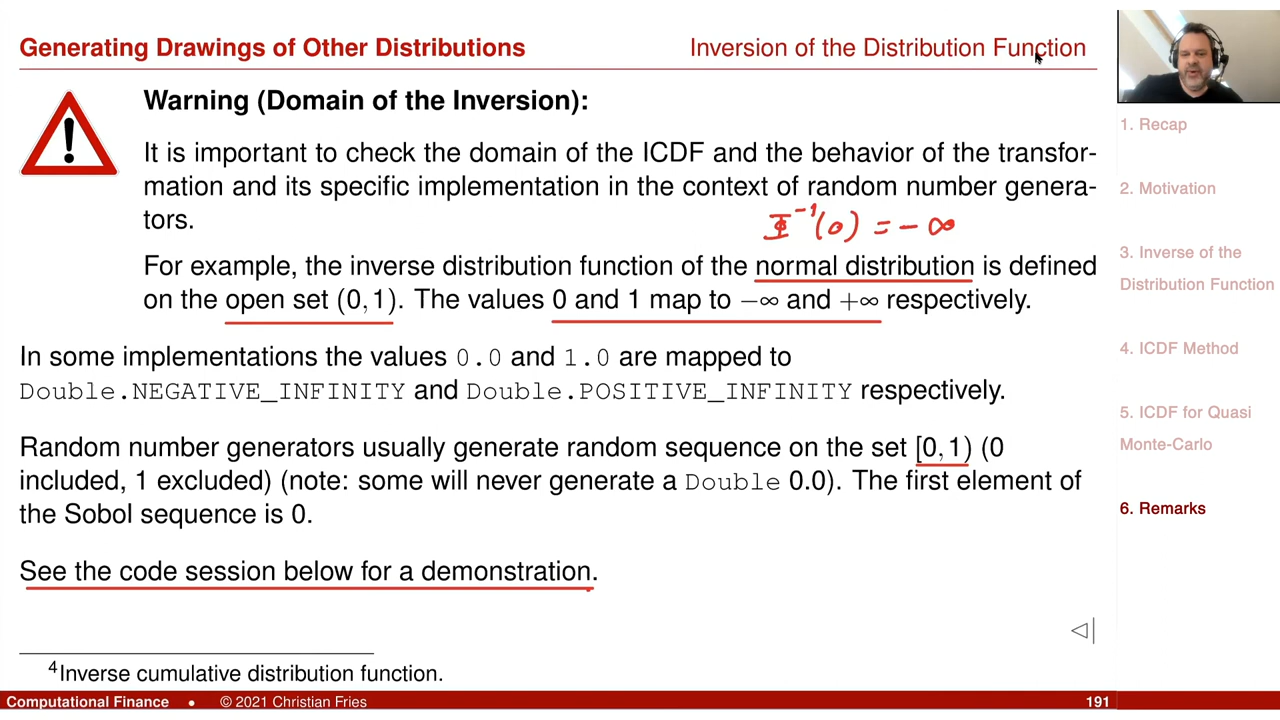 Generating Drawings of Other Distributions
Inversion of the Distribution Function
Warning (Domain of the Inversion):
It is important to check the domain of the ICDF and the behavior of the transfor-
mation and its specific implementation in the context of random number genera-
tors.
Φ⁻¹(0) = −∞
For example, the inverse distribution function of the normal distribution is defined
on the open set (0, 1). The values 0 and 1 map to −∞ and +∞ respectively.
In some implementations the values 0.0 and 1.0 are mapped to
Double.NEGATIVE_INFINITY and Double.POSITIVE_INFINITY respectively.
Random number generators usually generate random sequence on the set [0, 1) (0
included, 1 excluded) (note: some will never generate a Double 0.0). The first element of
the Sobol sequence is 0.
See the code session below for a demonstration.
⁴Inverse cumulative distribution function.
Computational Finance • © 2021 Christian Fries 191
1. Recap
2. Motivation
3. Inverse of the
Distribution Function
4. ICDF Method
5. ICDF for Quasi
Monte-Carlo
6. Remarks